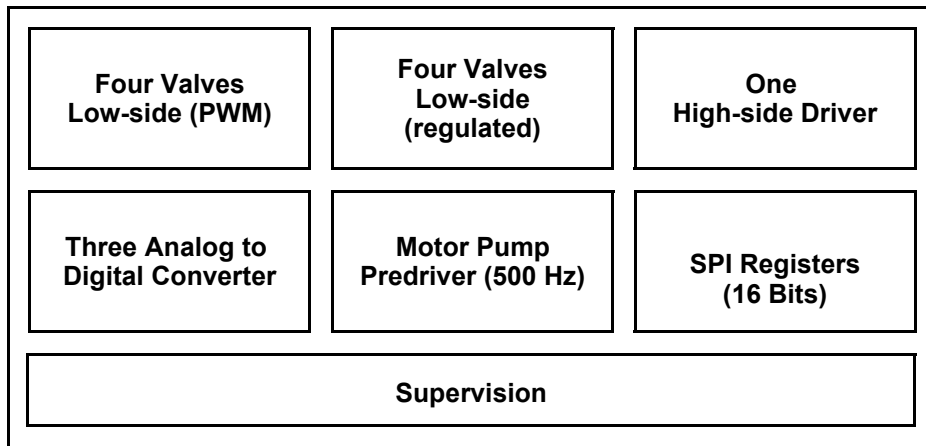 Four Valves
Low-side (PWM)
Four Valves
Low-side
(regulated)
One
High-side Driver
Three Analog to
Digital Converter
Motor Pump
Predriver (500 Hz)
SPI Registers
(16 Bits)
Supervision